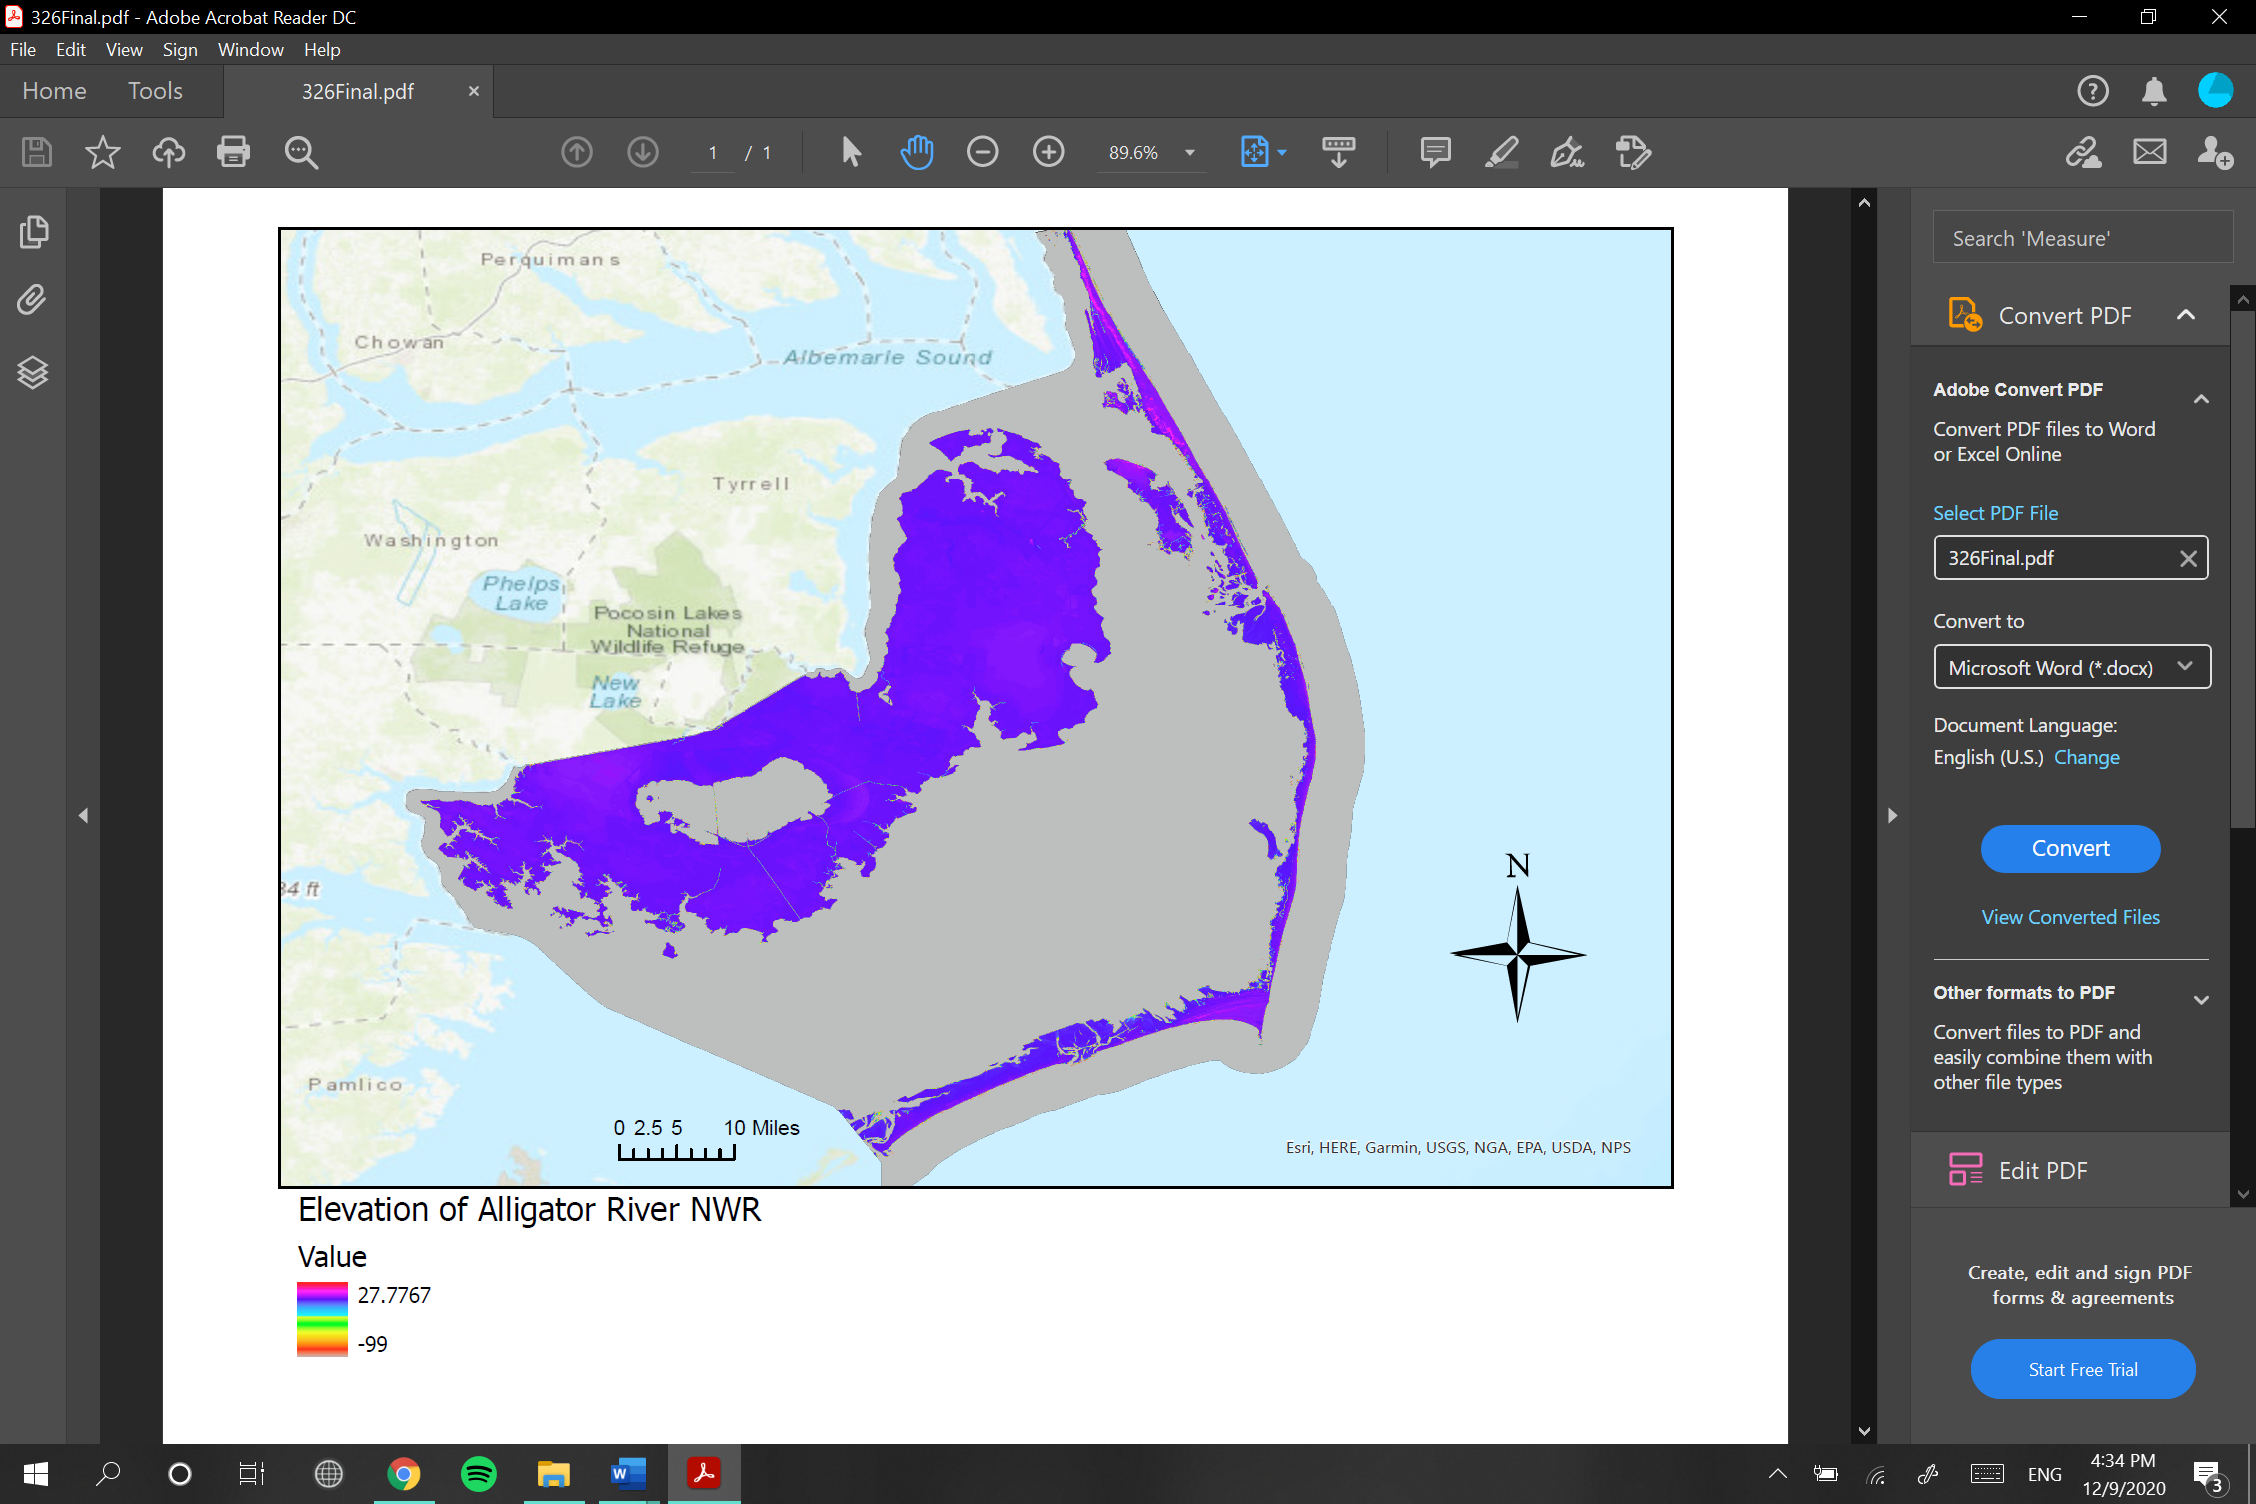 326Final.pdf - Adobe Acrobat Reader DC
File Edit View Sign Window Help
Home Tools 326Final.pdf ×
1 / 1 89.6%
Perquimans
Chowan
Albemarle Sound
Tyrrell
Washington
Phelps
Lake
Pocosin Lakes
National
Wildlife Refuge
New
Lake
34 ft
Pamlico
N
0 2.5 5 10 Miles
Esri, HERE, Garmin, USGS, NGA, EPA, USDA, NPS
Elevation of Alligator River NWR
Value
27.7767
-99
Search 'Measure'
Convert PDF
Adobe Convert PDF
Convert PDF files to Word
or Excel Online
Select PDF File
326Final.pdf
Convert to
Microsoft Word (*.docx)
Document Language:
English (U.S.) Change
Convert
View Converted Files
Other formats to PDF
Convert files to PDF and
easily combine them with
other file types
Edit PDF
Create, edit and sign PDF
forms & agreements
Start Free Trial
W
ENG
4:34 PM
12/9/2020
3